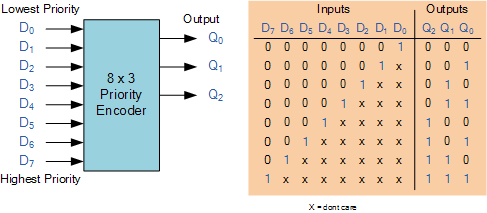 Lowest Priority
D0
D1
D2
D3
D4
D5
D6
D7
Highest Priority
8 x 3
Priority
Encoder
Output
Q0
Q1
Q2
Inputs Outputs
D7 D6 D5 D4 D3 D2 D1 D0 Q2 Q1 Q0
0 0 0 0 0 0 0 1 0 0 0
0 0 0 0 0 0 1 x 0 0 1
0 0 0 0 0 1 x x 0 1 0
0 0 0 0 1 x x x 0 1 1
0 0 0 1 x x x x 1 0 0
0 0 1 x x x x x 1 0 1
0 1 x x x x x x 1 1 0
1 x x x x x x x 1 1 1
X = dont care